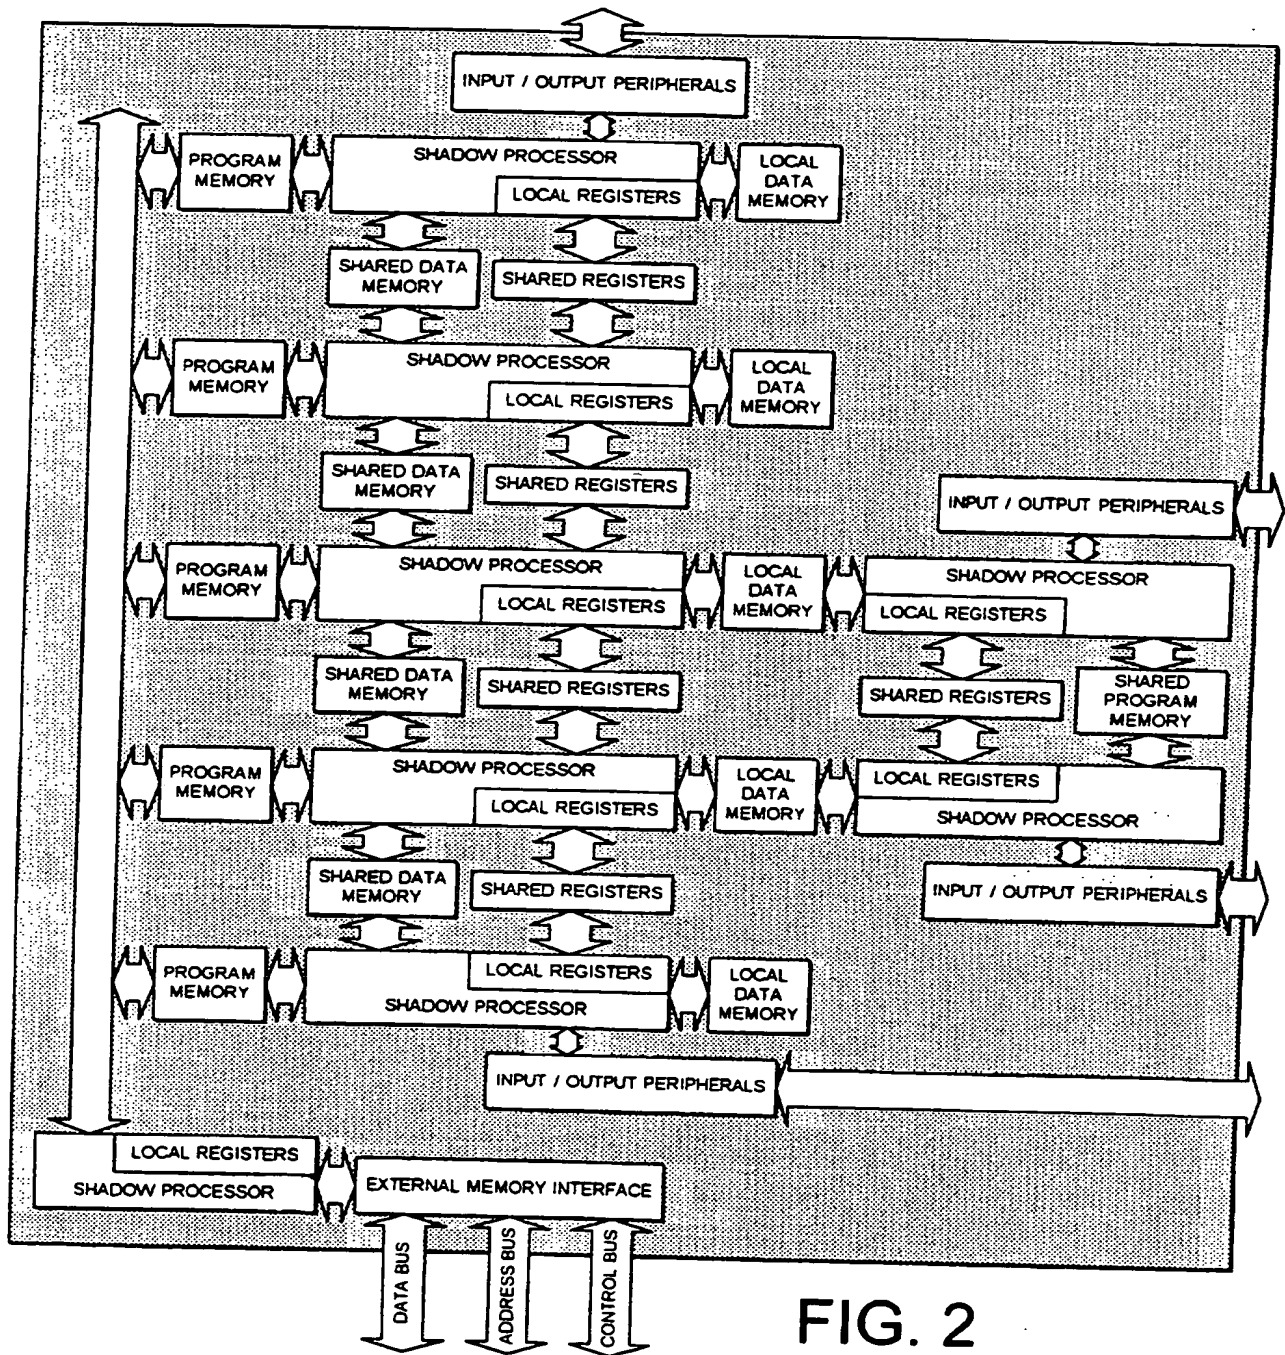 INPUT / OUTPUT PERIPHERALS
PROGRAM
MEMORY
SHADOW PROCESSOR
LOCAL REGISTERS
LOCAL
DATA
MEMORY
SHARED DATA
MEMORY
SHARED REGISTERS
PROGRAM
MEMORY
SHADOW PROCESSOR
LOCAL REGISTERS
LOCAL
DATA
MEMORY
SHARED DATA
MEMORY
SHARED REGISTERS
INPUT / OUTPUT PERIPHERALS
PROGRAM
MEMORY
SHADOW PROCESSOR
LOCAL REGISTERS
LOCAL
DATA
MEMORY
SHADOW PROCESSOR
LOCAL REGISTERS
SHARED DATA
MEMORY
SHARED REGISTERS
SHARED REGISTERS
SHARED
PROGRAM
MEMORY
PROGRAM
MEMORY
SHADOW PROCESSOR
LOCAL REGISTERS
LOCAL
DATA
MEMORY
LOCAL REGISTERS
SHADOW PROCESSOR
SHARED DATA
MEMORY
SHARED REGISTERS
INPUT / OUTPUT PERIPHERALS
PROGRAM
MEMORY
LOCAL REGISTERS
SHADOW PROCESSOR
LOCAL
DATA
MEMORY
INPUT / OUTPUT PERIPHERALS
LOCAL REGISTERS
SHADOW PROCESSOR
EXTERNAL MEMORY INTERFACE
DATA BUS
ADDRESS BUS
CONTROL BUS
FIG. 2